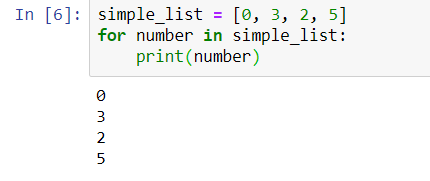 In [6]: simple_list = [0, 3, 2, 5]
for number in simple_list:
    print(number)
0
3
2
5